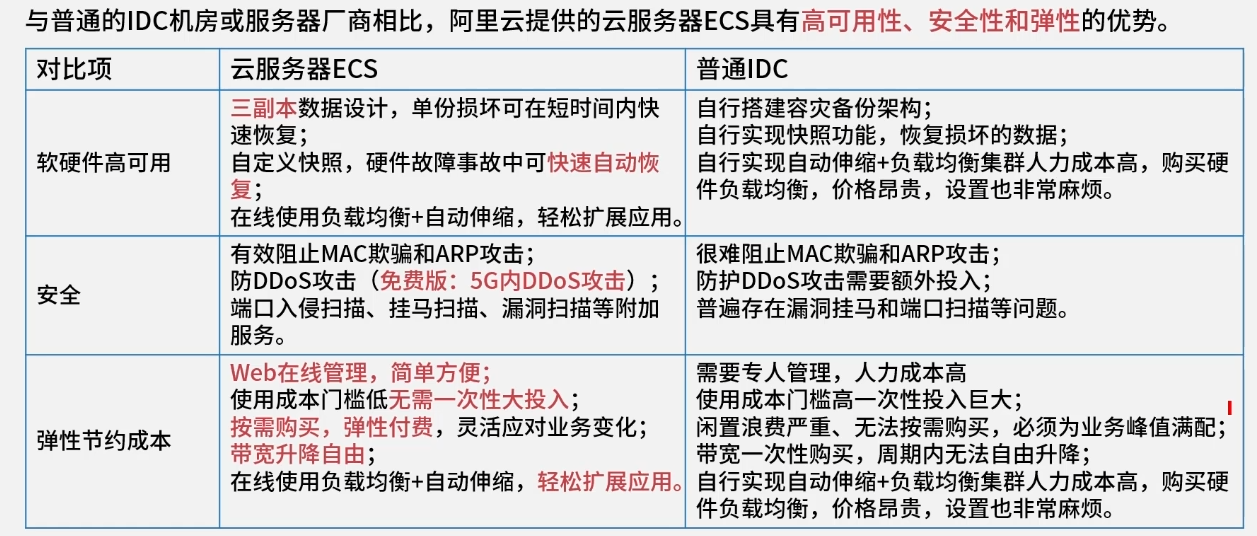 与普通的IDC机房或服务器厂商相比，阿里云提供的云服务器ECS具有高可用性、安全性和弹性的优势。
对比项
云服务器ECS
普通IDC
软硬件高可用
三副本数据设计，单份损坏可在短时间内快
速恢复；
自定义快照，硬件故障事故中可快速自动恢
复；
在线使用负载均衡+自动伸缩，轻松扩展应用。
自行搭建容灾备份架构；
自行实现快照功能，恢复损坏的数据；
自行实现自动伸缩+负载均衡集群人力成本高，购买硬
件负载均衡，价格昂贵，设置也非常麻烦。
安全
有效阻止MAC欺骗和ARP攻击；
防DDoS攻击（免费版：5G内DDoS攻击）；
端口入侵扫描、挂马扫描、漏洞扫描等附加
服务。
很难阻止MAC欺骗和ARP攻击；
防护DDoS攻击需要额外投入；
普遍存在漏洞挂马和端口扫描等问题。
弹性节约成本
Web在线管理，简单方便；
使用成本门槛低无需一次性大投入；
按需购买，弹性付费，灵活应对业务变化；
带宽升降自由；
在线使用负载均衡+自动伸缩，轻松扩展应用。
需要专人管理，人力成本高
使用成本门槛高一次性投入巨大；
闲置浪费严重、无法按需购买，必须为业务峰值满配；
带宽一次性购买，周期内无法自由升降；
自行实现自动伸缩+负载均衡集群人力成本高，购买硬
件负载均衡，价格昂贵，设置也非常麻烦。